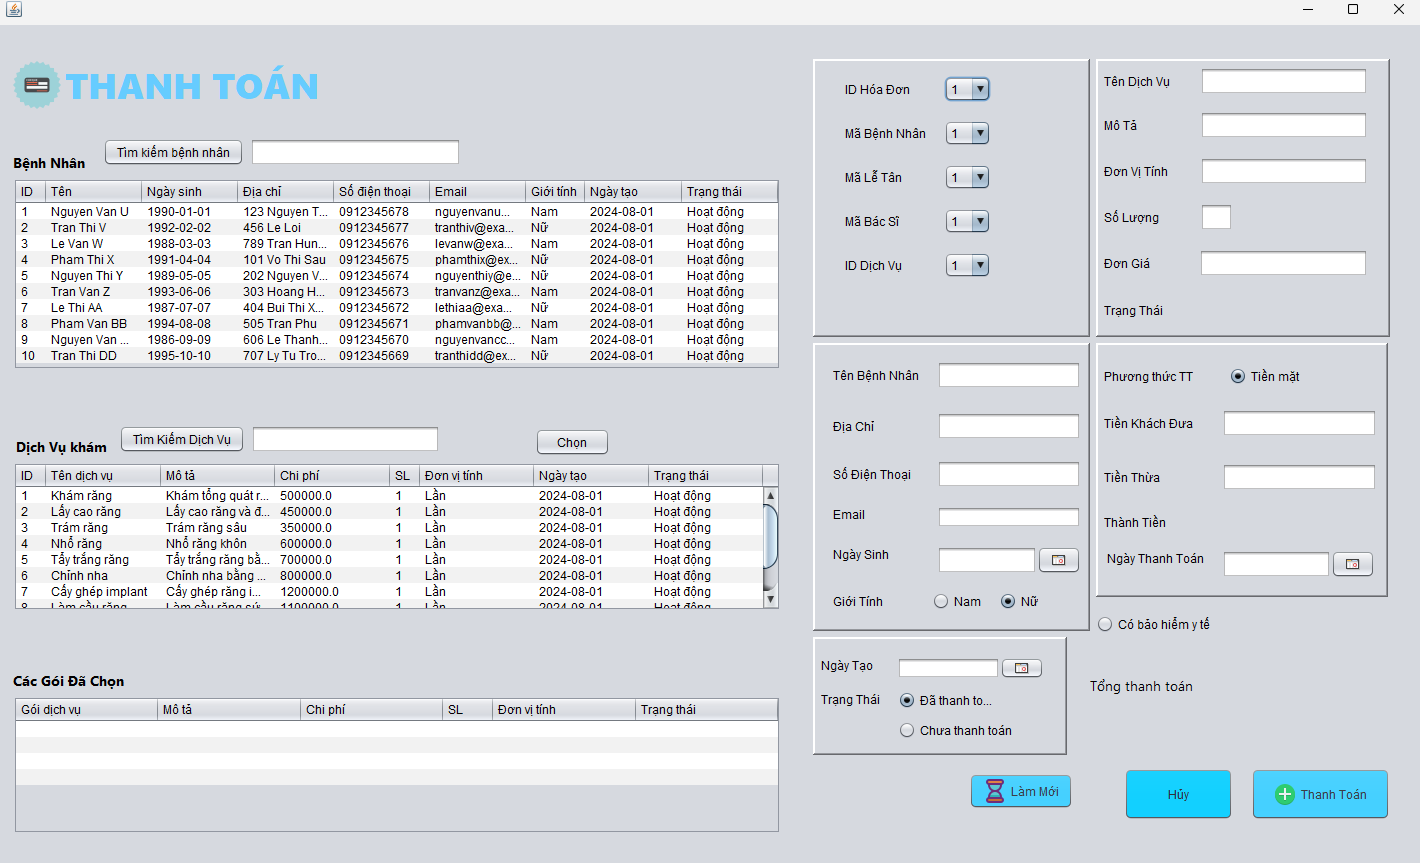 THANH TOÁN
Bệnh Nhân
Tìm kiếm bệnh nhân
ID Tên Ngày sinh Địa chỉ Số điện thoại Email Giới tính Ngày tạo Trạng thái
1 Nguyen Van U 1990-01-01 123 Nguyen T... 0912345678 nguyenvanu... Nam 2024-08-01 Hoạt động
2 Tran Thi V 1992-02-02 456 Le Loi 0912345677 tranthiv@exa... Nữ 2024-08-01 Hoạt động
3 Le Van W 1988-03-03 789 Tran Hun... 0912345676 levanw@exa... Nam 2024-08-01 Hoạt động
4 Pham Thi X 1991-04-04 101 Vo Thi Sau 0912345675 phamthix@ex... Nữ 2024-08-01 Hoạt động
5 Nguyen Thi Y 1989-05-05 202 Nguyen V... 0912345674 nguyenthiy@e... Nữ 2024-08-01 Hoạt động
6 Tran Van Z 1993-06-06 303 Hoang H... 0912345673 tranvanz@exa... Nam 2024-08-01 Hoạt động
7 Le Thi AA 1987-07-07 404 Bui Thi X... 0912345672 lethiaa@exa... Nữ 2024-08-01 Hoạt động
8 Pham Van BB 1994-08-08 505 Tran Phu 0912345671 phamvanbb@... Nam 2024-08-01 Hoạt động
9 Nguyen Van ... 1986-09-09 606 Le Thanh... 0912345670 nguyenvancc... Nam 2024-08-01 Hoạt động
10 Tran Thi DD 1995-10-10 707 Ly Tu Tro... 0912345669 tranthidd@ex... Nữ 2024-08-01 Hoạt động
Dịch Vụ khám
Tìm Kiếm Dịch Vụ
Chọn
ID Tên dịch vụ Mô tả Chi phí SL Đơn vị tính Ngày tạo Trạng thái
1 Khám răng Khám tổng quát r... 500000.0 1 Lần 2024-08-01 Hoạt động
2 Lấy cao răng Lấy cao răng và đ... 450000.0 1 Lần 2024-08-01 Hoạt động
3 Trám răng Trám răng sâu 350000.0 1 Lần 2024-08-01 Hoạt động
4 Nhổ răng Nhổ răng khôn 600000.0 1 Lần 2024-08-01 Hoạt động
5 Tẩy trắng răng Tẩy trắng răng bằ... 700000.0 1 Lần 2024-08-01 Hoạt động
6 Chỉnh nha Chỉnh nha bằng ... 800000.0 1 Lần 2024-08-01 Hoạt động
7 Cấy ghép implant Cấy ghép răng i... 1200000.0 1 Lần 2024-08-01 Hoạt động
8 Làm cầu răng Làm cầu răng sứ... 1100000.0 1 Lần 2024-08-01 Hoạt động
Các Gói Đã Chọn
Gói dịch vụ Mô tả Chi phí SL Đơn vị tính Trạng thái
ID Hóa Đơn 1
Mã Bệnh Nhân 1
Mã Lễ Tân 1
Mã Bác Sĩ 1
ID Dịch Vụ 1
Tên Dịch Vụ
Mô Tả
Đơn Vị Tính
Số Lượng
Đơn Giá
Trạng Thái
Tên Bệnh Nhân
Địa Chỉ
Số Điện Thoại
Email
Ngày Sinh
Giới Tính Nam Nữ
Phương thức TT Tiền mặt
Tiền Khách Đưa
Tiền Thừa
Thành Tiền
Ngày Thanh Toán
Có bảo hiểm y tế
Ngày Tạo
Trạng Thái Đã thanh to...
Chưa thanh toán
Tổng thanh toán
Làm Mới
Hủy
Thanh Toán